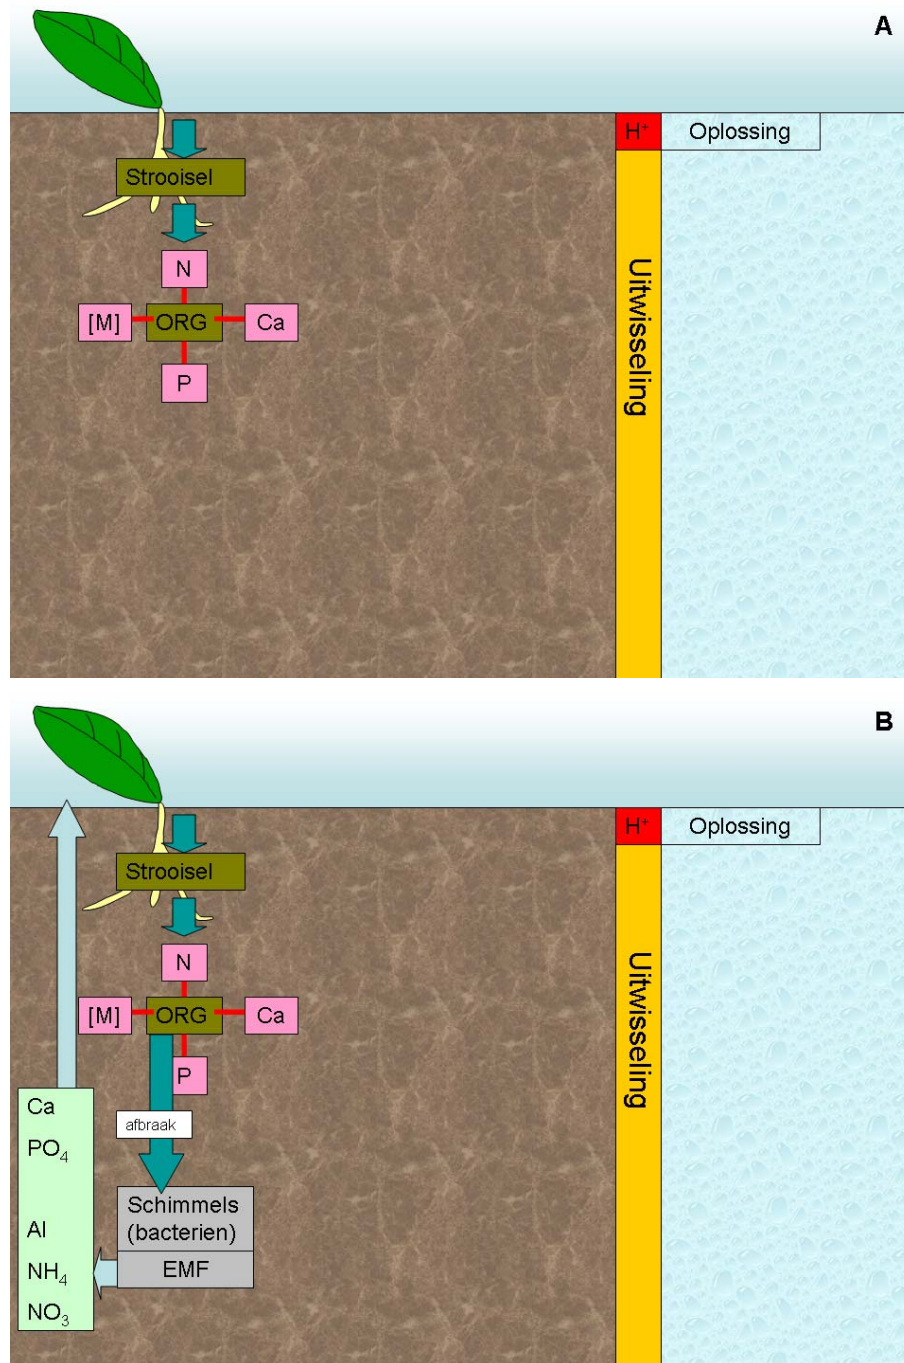 A
H⁺
Oplossing
Strooisel
Uitwisseling
N
[M]
ORG
Ca
P
B
H⁺
Oplossing
Strooisel
Uitwisseling
N
[M]
ORG
Ca
P
afbraak
Ca
PO₄
Al
NH₄
NO₃
Schimmels
(bacterien)
EMF